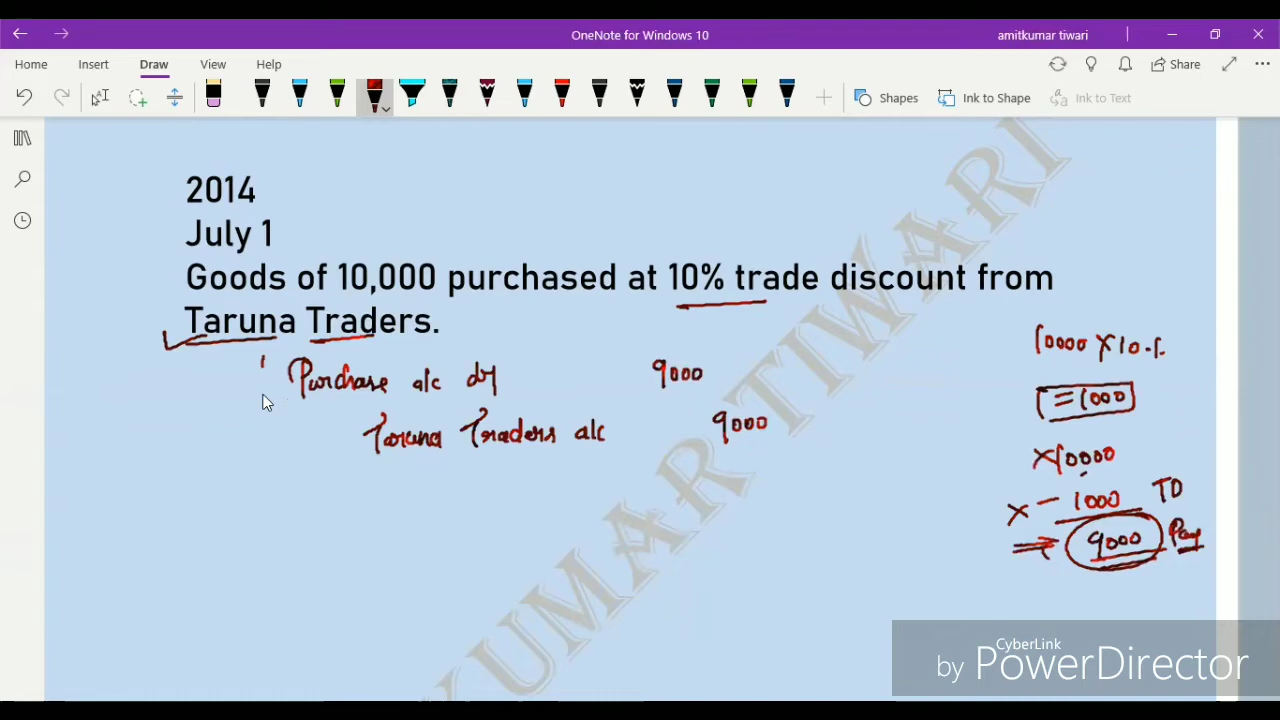 OneNote for Windows 10
amitkumar tiwari
Home Insert Draw View Help
Share
Shapes Ink to Shape Ink to Text
2014
July 1
Goods of 10,000 purchased at 10% trade discount from
Taruna Traders.
Purchase a/c dr 9000
Taruna Traders a/c 9000
10000 X 10%
= 1000
X 10000
X - 1000 TD
⇒ 9000 Pay
KUMAR TIWARI
CyberLink
by PowerDirector